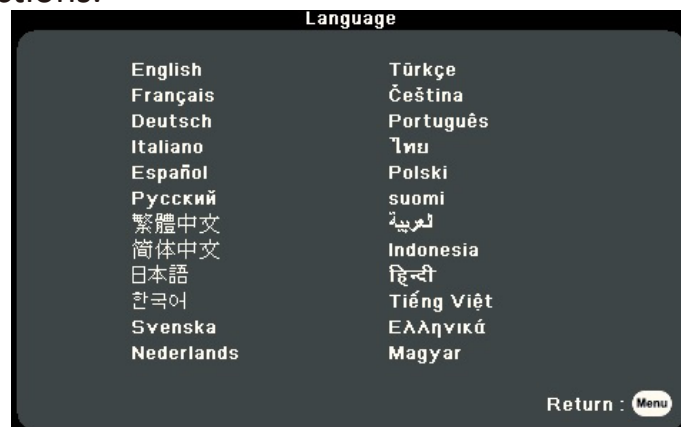 Language
English
Français
Deutsch
Italiano
Español
Русский
繁體中文
简体中文
日本語
한국어
Svenska
Nederlands
Türkçe
Čeština
Português
ไทย
Polski
suomi
العربية
Indonesia
हिन्दी
Tiếng Việt
Ελληνικά
Magyar
Return : Menu